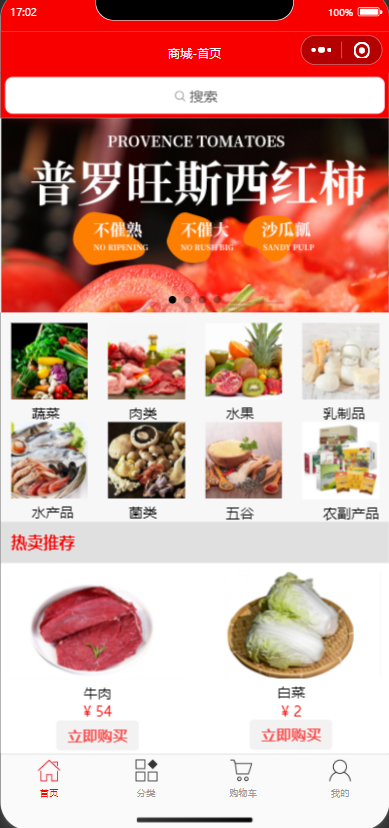 17:02
100%
商城-首页
搜索
PROVENCE TOMATOES
普罗旺斯西红柿
不催熟 不催大 沙瓜瓤
NO RIPENING NO RUSH BIG SANDY PULP
蔬菜 肉类 水果 乳制品
水产品 菌类 五谷 农副产品
热卖推荐
牛肉 白菜
¥ 54 ¥ 2
立即购买 立即购买
首页 分类 购物车 我的